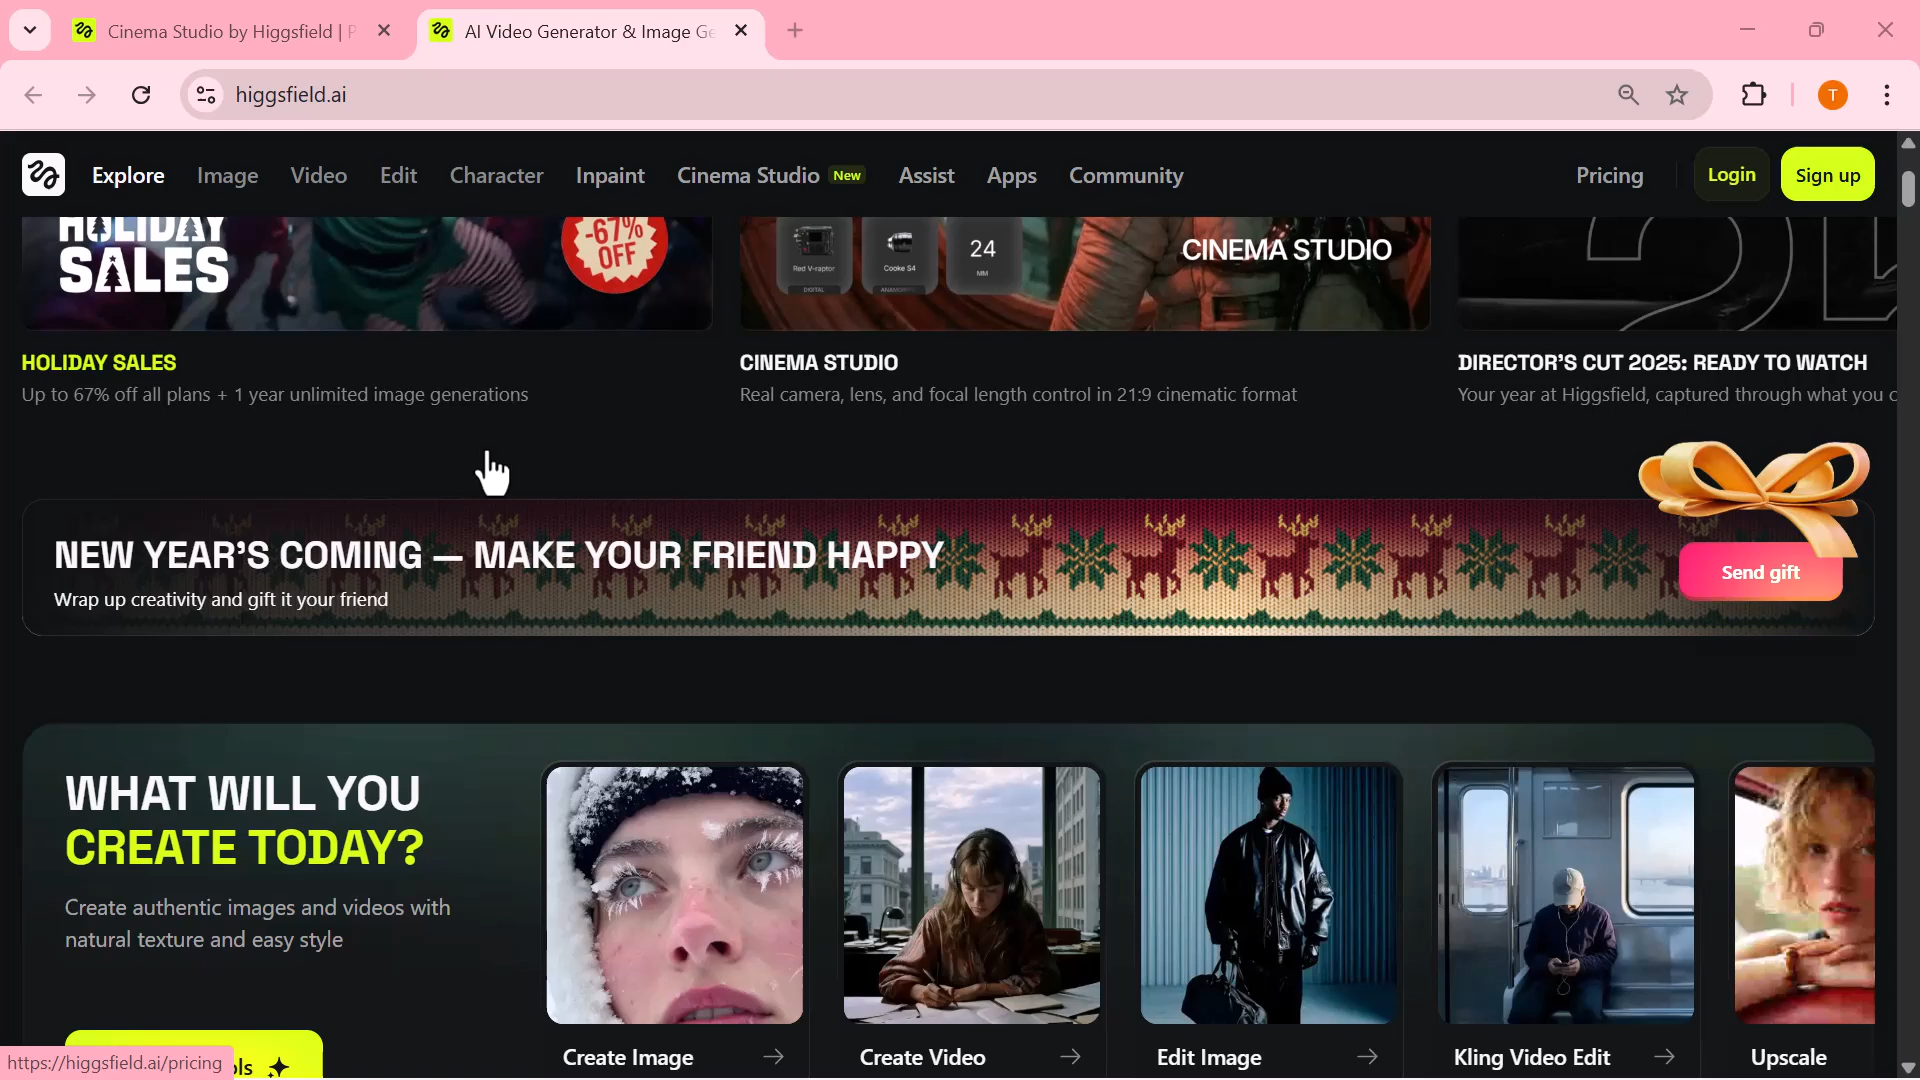 Cinema Studio by Higgsfield | P
AI Video Generator & Image Ge
higgsfield.ai
T
Explore
Image
Video
Edit
Character
Inpaint
Cinema Studio New
Assist
Apps
Community
Pricing
Login
Sign up
HOLIDAY
SALES
-67%
OFF
Red V-raptor
DIGITAL
Cooke S4
ANAMORPHIC
24
MM
CINEMA STUDIO
HOLIDAY SALES
Up to 67% off all plans + 1 year unlimited image generations
CINEMA STUDIO
Real camera, lens, and focal length control in 21:9 cinematic format
DIRECTOR'S CUT 2025: READY TO WATCH
Your year at Higgsfield, captured through what you c
NEW YEAR'S COMING — MAKE YOUR FRIEND HAPPY
Wrap up creativity and gift it your friend
Send gift
WHAT WILL YOU
CREATE TODAY?
Create authentic images and videos with
natural texture and easy style
ols
Create Image
Create Video
Edit Image
Kling Video Edit
Upscale
https://higgsfield.ai/pricing